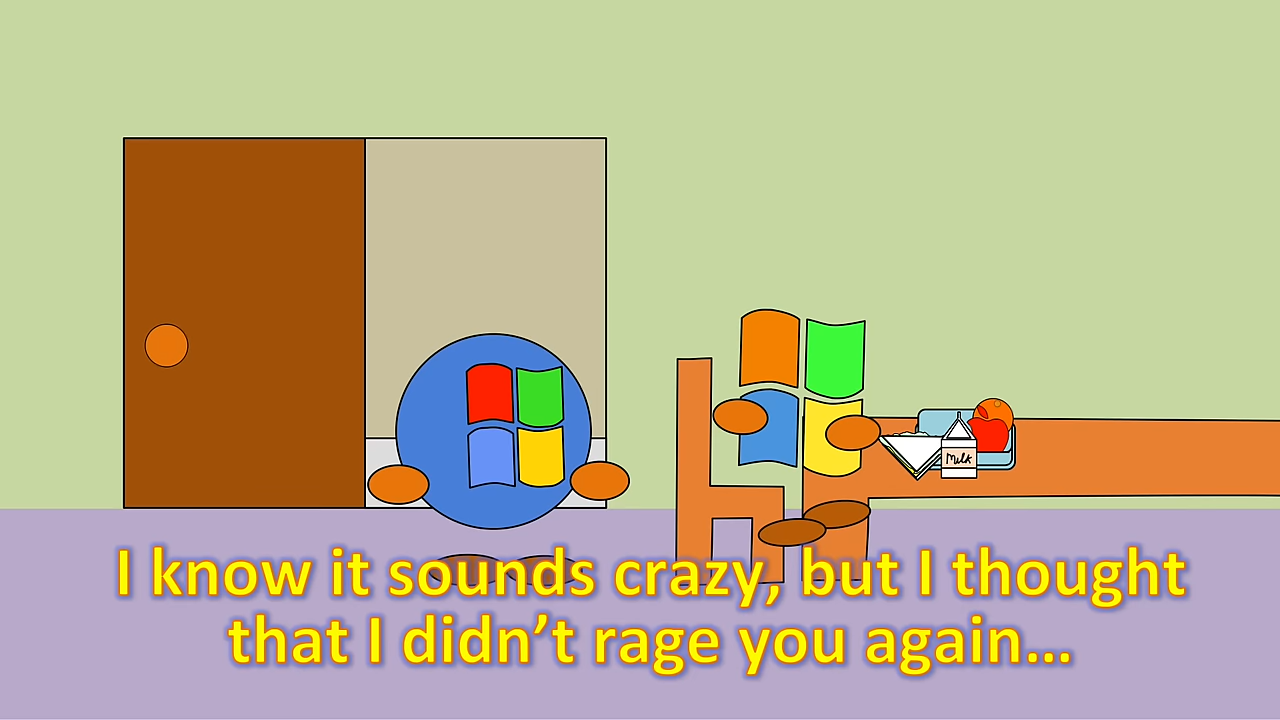 Milk
I know it sounds crazy, but I thought
that I didn’t rage you again...